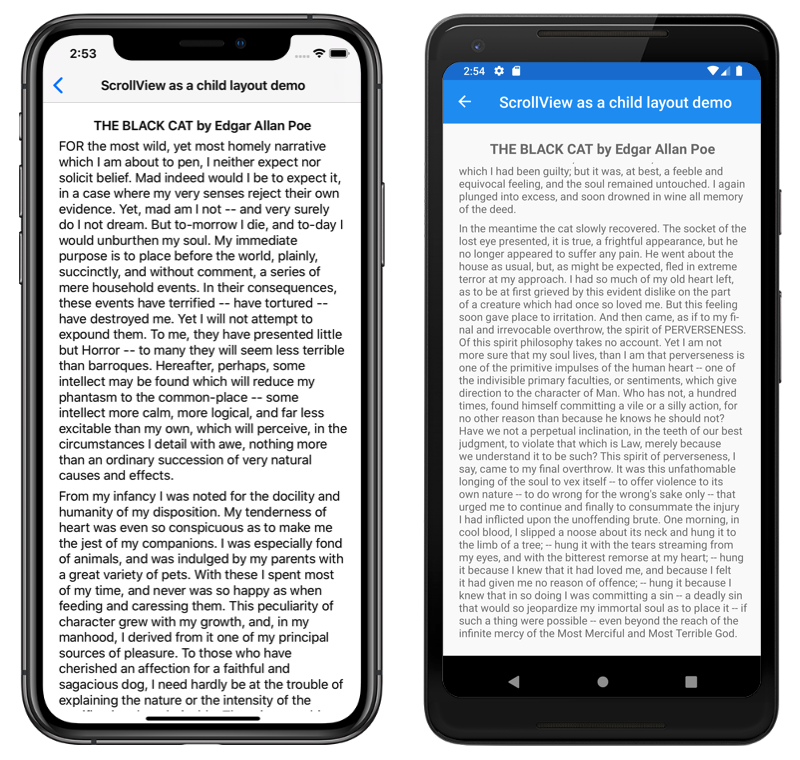 2:53
ScrollView as a child layout demo
THE BLACK CAT by Edgar Allan Poe
FOR the most wild, yet most homely narrative
which I am about to pen, I neither expect nor
solicit belief. Mad indeed would I be to expect it,
in a case where my very senses reject their own
evidence. Yet, mad am I not -- and very surely
do I not dream. But to-morrow I die, and to-day I
would unburthen my soul. My immediate
purpose is to place before the world, plainly,
succinctly, and without comment, a series of
mere household events. In their consequences,
these events have terrified -- have tortured --
have destroyed me. Yet I will not attempt to
expound them. To me, they have presented little
but Horror -- to many they will seem less terrible
than barroques. Hereafter, perhaps, some
intellect may be found which will reduce my
phantasm to the common-place -- some
intellect more calm, more logical, and far less
excitable than my own, which will perceive, in the
circumstances I detail with awe, nothing more
than an ordinary succession of very natural
causes and effects.
From my infancy I was noted for the docility and
humanity of my disposition. My tenderness of
heart was even so conspicuous as to make me
the jest of my companions. I was especially fond
of animals, and was indulged by my parents with
a great variety of pets. With these I spent most
of my time, and never was so happy as when
feeding and caressing them. This peculiarity of
character grew with my growth, and, in my
manhood, I derived from it one of my principal
sources of pleasure. To those who have
cherished an affection for a faithful and
sagacious dog, I need hardly be at the trouble of
explaining the nature or the intensity of the
2:54
ScrollView as a child layout demo
THE BLACK CAT by Edgar Allan Poe
which I had been guilty; but it was, at best, a feeble and
equivocal feeling, and the soul remained untouched. I again
plunged into excess, and soon drowned in wine all memory
of the deed.
In the meantime the cat slowly recovered. The socket of the
lost eye presented, it is true, a frightful appearance, but he
no longer appeared to suffer any pain. He went about the
house as usual, but, as might be expected, fled in extreme
terror at my approach. I had so much of my old heart left,
as to be at first grieved by this evident dislike on the part
of a creature which had once so loved me. But this feeling
soon gave place to irritation. And then came, as if to my fi-
nal and irrevocable overthrow, the spirit of PERVERSENESS.
Of this spirit philosophy takes no account. Yet I am not
more sure that my soul lives, than I am that perverseness is
one of the primitive impulses of the human heart -- one of
the indivisible primary faculties, or sentiments, which give
direction to the character of Man. Who has not, a hundred
times, found himself committing a vile or a silly action, for
no other reason than because he knows he should not?
Have we not a perpetual inclination, in the teeth of our best
judgment, to violate that which is Law, merely because
we understand it to be such? This spirit of perverseness, I
say, came to my final overthrow. It was this unfathomable
longing of the soul to vex itself -- to offer violence to its
own nature -- to do wrong for the wrong's sake only -- that
urged me to continue and finally to consummate the injury
I had inflicted upon the unoffending brute. One morning, in
cool blood, I slipped a noose about its neck and hung it to
the limb of a tree; -- hung it with the tears streaming from
my eyes, and with the bitterest remorse at my heart; -- hung
it because I knew that it had loved me, and because I felt
it had given me no reason of offence; -- hung it because I
knew that in so doing I was committing a sin -- a deadly sin
that would so jeopardize my immortal soul as to place it -- if
such a thing were possible -- even beyond the reach of the
infinite mercy of the Most Merciful and Most Terrible God.